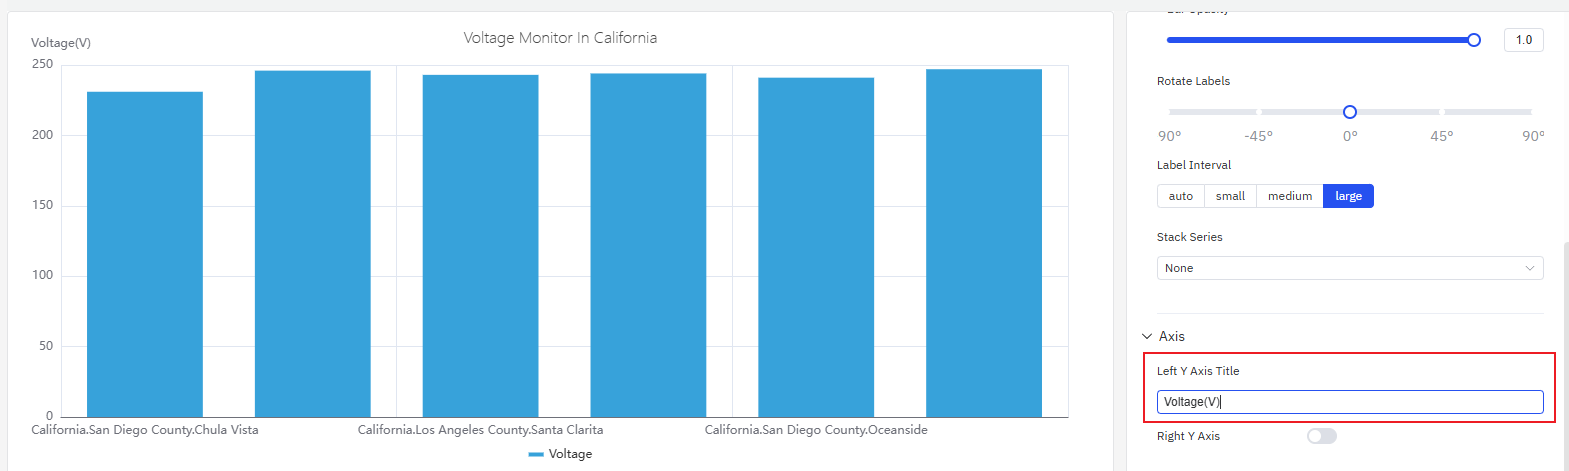 Voltage Monitor In California
Voltage(V)
250
200
150
100
50
0
California.San Diego County.Chula Vista
California.Los Angeles County.Santa Clarita
California.San Diego County.Oceanside
Voltage
1.0
Rotate Labels
90° -45° 0° 45° 90°
Label Interval
auto small medium large
Stack Series
None
Axis
Left Y Axis Title
Voltage(V)
Right Y Axis